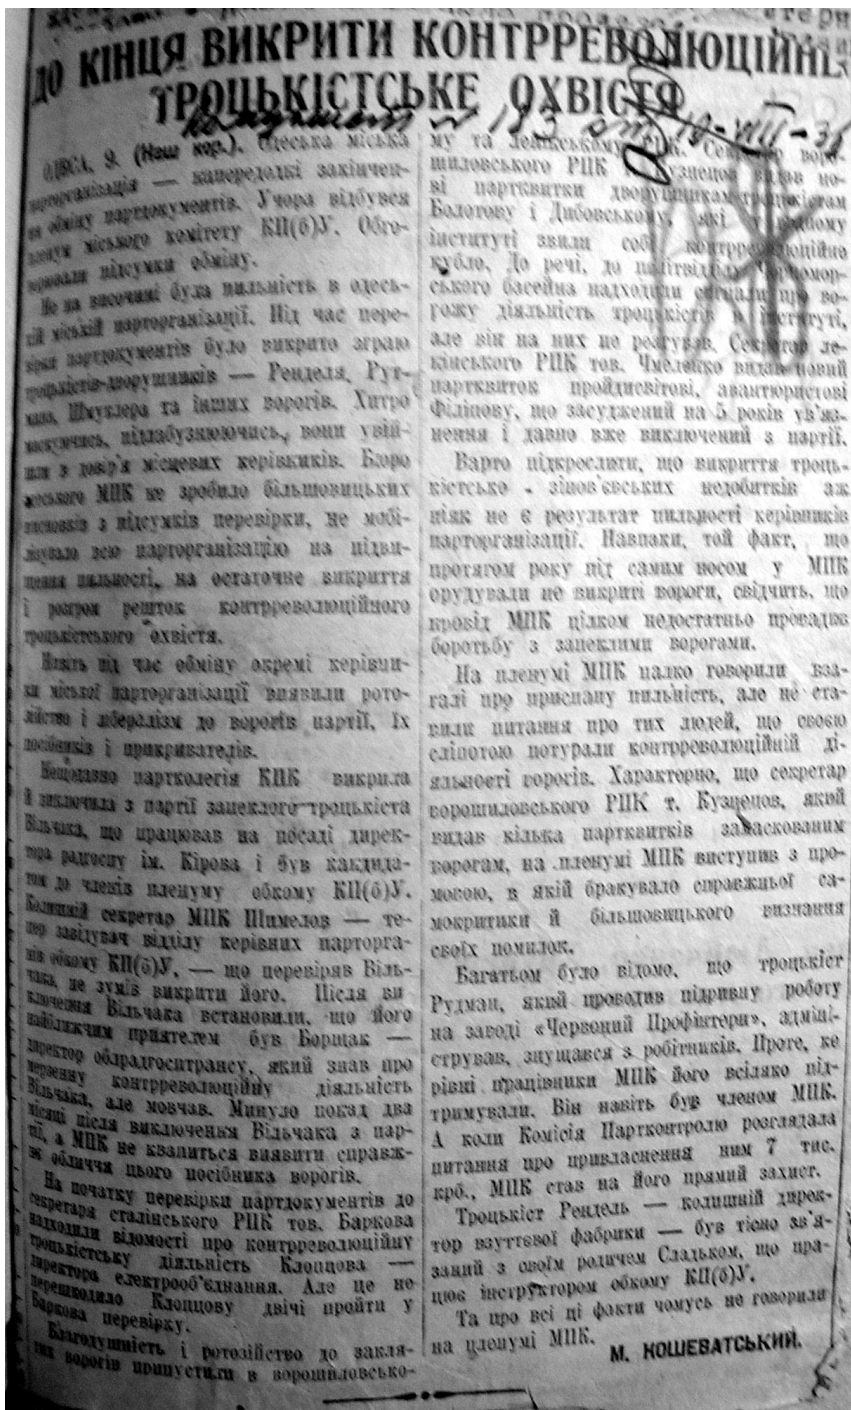 ДО КІНЦЯ ВИКРИТИ КОНТРРЕВОЛЮЦІЙНЕ
ТРОЦЬКІСТСЬКЕ ОХВІСТЯ
ОДЕСА, 9. (Наш кор.). Одеська міська
парторганізація — напередодні закінчен-
ня обміну партдокументів. Учора відбувся
пленум міського комітету КП(б)У. Обго-
ворювали підсумки обміну.
Не на височині була пильність в одесь-
кій міській парторганізації. Під час пере-
вірки партдокументів було викрито зграю
троцькістів-дворушників — Ренделя, Рут-
мана, Шмуклера та інших ворогів. Хитро
маскуючись, підлабузнюючись, вони увій-
шли з довір'я місцевих керівників. Бюро
міського МПК не зробило більшовицьких
висновків з підсумків перевірки, не мобі-
лізувало всю парторганізацію на підви-
щення пильності, на остаточне викриття
і розгром решток контрреволюційного
троцькістського охвістя.
Навіть під час обміну окремі керівни-
ки міської парторганізації виявили рото-
зійство і лібералізм до ворогів партії, їх
посібників і прикривателів.
Нещодавно партколегія КПК викрила
й виключила з партії запеклого троцькіста
Вільчака, що працював на посаді дирек-
тора радгоспу ім. Кірова і був кандида-
том до членів пленуму обкому КП(б)У.
Колишній секретар МПК Шимелов — те-
пер завідувач відділу керівних парторга-
нів обкому КП(б)У, — що перевіряв Віль-
чака, не зумів викрити його. Після ви
ключення Вільчака встановили, що його
найближчим приятелем був Борщак —
директор облрадгосптрансу, який знав про
мерзенну контрреволюційну діяльність
Вільчака, але мовчав. Минуло понад два
місяці після виключення Вільчака з пар-
тії, а МПК не квапиться виявити справж-
нє обличчя цього посібника ворогів.
На початку перевірки партдокументів до
секретаря сталінського РПК тов. Баркова
надходили відомості про контрреволюційну
троцькістську діяльність Клопцова —
директора електрооб'єднання. Але це не
перешкодило Клопцову двічі пройти у
Баркова перевірку.
Благодушність і ротозійство до закля-
тих ворогів припустили в ворошиловсько-
му та ленінському РПК. Секретар воро-
шиловського РПК Кузнецов видав но-
ві партквитки дворушникам-троцькістам
Болотову і Дибовському, які в
інституті звили собі контрреволюційне
кубло. До речі, до політвідділу Чорномор-
ського басейна надходили сигнали про во-
рожу діяльність троцькістів в інституті,
але він на них не реагував. Секретар ле-
нінського РПК тов. Чмеленко видав новий
партквиток пройдисвітові, авантюристові
Філіпову, що засуджений на 5 років ув'яз-
нення і давно вже виключений з партії.
Варто підкреслити, що викриття троць-
кістсько - зінов'євських недобитків аж
ніяк не є результат пильності керівників
парторганізації. Навпаки, той факт, що
протягом року під самим носом у МПК
орудували не викриті вороги, свідчить, що
провід МПК цілком недостатньо провадив
боротьбу з запеклими ворогами.
На пленумі МПК палко говорили вза-
галі про приспану пильність, але не ста-
вили питання про тих людей, що своєю
сліпотою потурали контрреволюційній ді-
яльності ворогів. Характерно, що секретар
ворошиловського РПК т. Кузнецов, який
видав кілька партквитків замаскованим
ворогам, на пленумі МПК виступив з про-
мовою, в якій бракувало справжньої са-
мокритики й більшовицького визнання
своїх помилок.
Багатьом було відомо, що троцькіст
Рудман, який проводив підривну роботу
на заводі «Червоний Профінтерн», адміні-
стрував, знущався з робітників. Проте, ке
рівні працівники МПК його всіляко під-
тримували. Він навіть був членом МПК.
А коли Комісія Партконтролю розглядала
питання про привласнення ним 7 тис.
крб., МПК став на його прямий захист.
Троцькіст Рендель — колишній дирек-
тор взуттєвої фабрики — був тісно зв'я-
заний з своїм родичем Сладьком, що пра-
цює інструктором обкому КП(б)У.
Та про всі ці факти чомусь не говорили
на пленумі МПК.
М. КОШЕВАТСЬКИЙ.